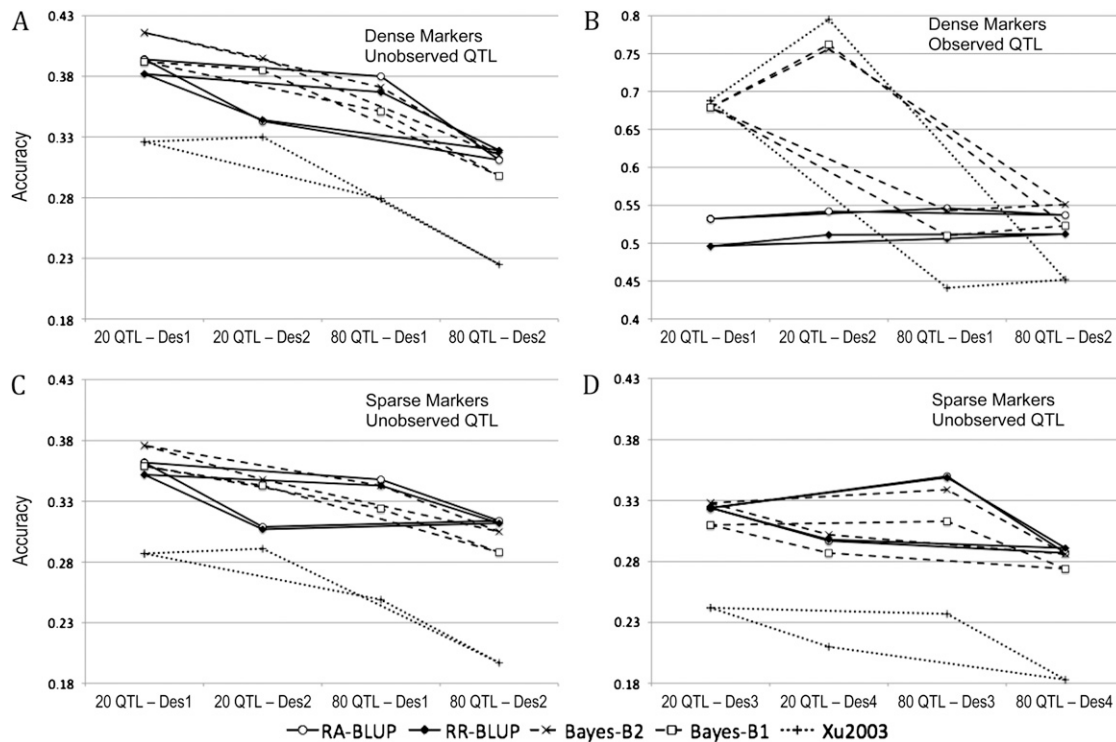 A
Dense Markers
Unobserved QTL
Accuracy
0.43
0.38
0.33
0.28
0.23
0.18
20 QTL – Des1
20 QTL – Des2
80 QTL – Des1
80 QTL – Des2
B
Dense Markers
Observed QTL
0.8
0.75
0.7
0.65
0.6
0.55
0.5
0.45
0.4
20 QTL – Des1
20 QTL – Des2
80 QTL – Des1
80 QTL – Des2
C
Sparse Markers
Unobserved QTL
Accuracy
0.43
0.38
0.33
0.28
0.23
0.18
20 QTL – Des1
20 QTL – Des2
80 QTL – Des1
80 QTL – Des2
D
Sparse Markers
Unobserved QTL
0.43
0.38
0.33
0.28
0.23
0.18
20 QTL – Des3
20 QTL – Des4
80 QTL – Des3
80 QTL – Des4
RA-BLUP
RR-BLUP
Bayes-B2
Bayes-B1
Xu2003